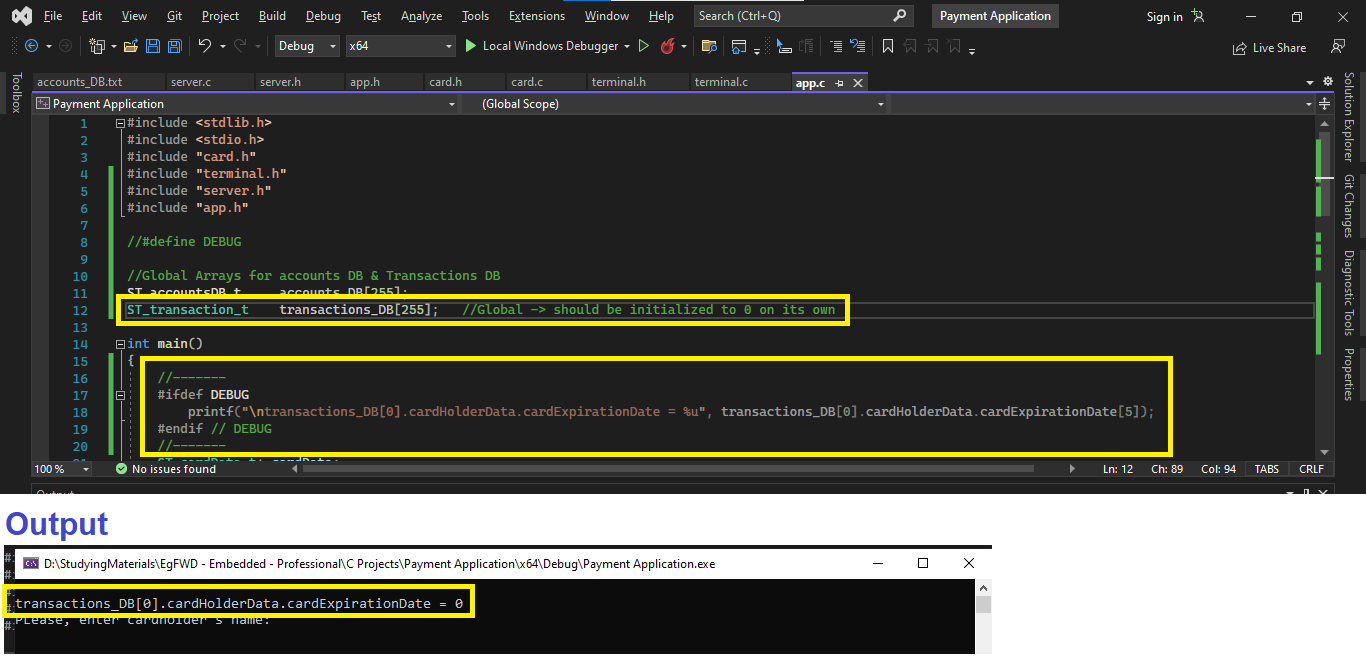 File Edit View Git Project Build Debug Test Analyze Tools Extensions Window Help Search (Ctrl+Q) Payment Application Sign in
Debug x64 Local Windows Debugger Live Share
accounts_DB.txt server.c server.h app.h card.h card.c terminal.h terminal.c app.c
Toolbox
Payment Application (Global Scope)
1 #include <stdlib.h>
2 #include <stdio.h>
3 #include "card.h"
4 #include "terminal.h"
5 #include "server.h"
6 #include "app.h"
7
8 //#define DEBUG
9
10 //Global Arrays for accounts DB & Transactions DB
11 ST_accountsDB_t accounts_DB[255];
12 ST_transaction_t transactions_DB[255]; //Global -> should be initialized to 0 on its own
13
14 int main()
15 {
16 //-------
17 #ifdef DEBUG
18 printf("\ntransactions_DB[0].cardHolderData.cardExpirationDate = %u", transactions_DB[0].cardHolderData.cardExpirationDate[5]);
19 #endif // DEBUG
20 //-------
21 ST_cardData_t cardData;
Solution Explorer
Git Changes
Diagnostic Tools
Properties
100 % No issues found Ln: 12 Ch: 89 Col: 94 TABS CRLF
Output
Output
D:\StudyingMaterials\EgFWD - Embedded - Professional\C Projects\Payment Application\x64\Debug\Payment Application.exe
transactions_DB[0].cardHolderData.cardExpirationDate = 0
Please, enter cardholder's name: